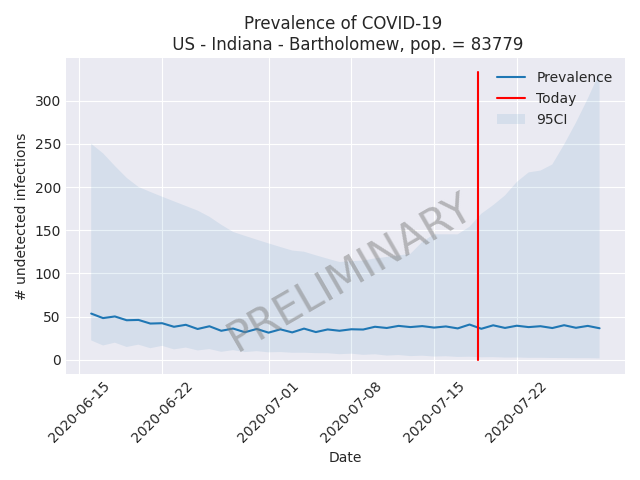 Prevalence of COVID-19
US - Indiana - Bartholomew, pop. = 83779
Prevalence
Today
95CI
PRELIMINARY
# undetected infections
300
250
200
150
100
50
0
2020-06-15
2020-06-22
2020-07-01
2020-07-08
2020-07-15
2020-07-22
Date